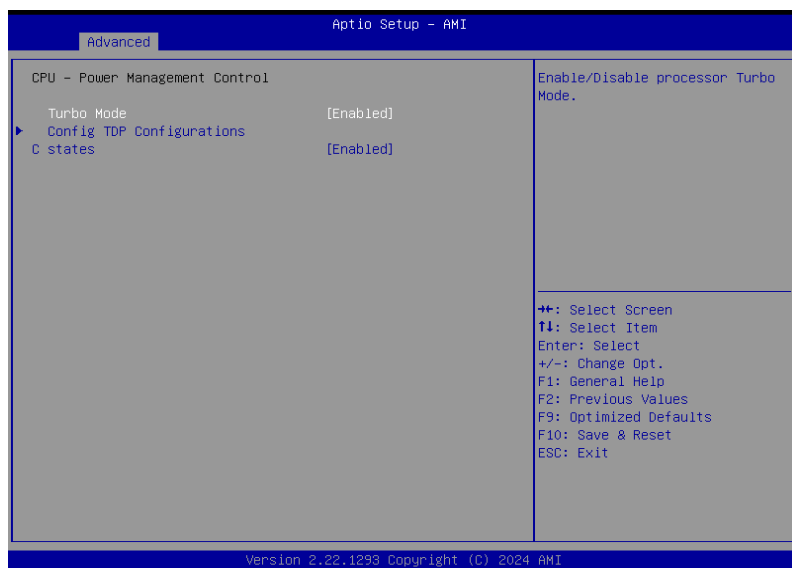 Aptio Setup – AMI
Advanced
CPU – Power Management Control
Turbo Mode [Enabled]
Config TDP Configurations
C states [Enabled]
Enable/Disable processor Turbo
Mode.
→←: Select Screen
↑↓: Select Item
Enter: Select
+/-: Change Opt.
F1: General Help
F2: Previous Values
F9: Optimized Defaults
F10: Save & Reset
ESC: Exit
Version 2.22.1293 Copyright (C) 2024 AMI